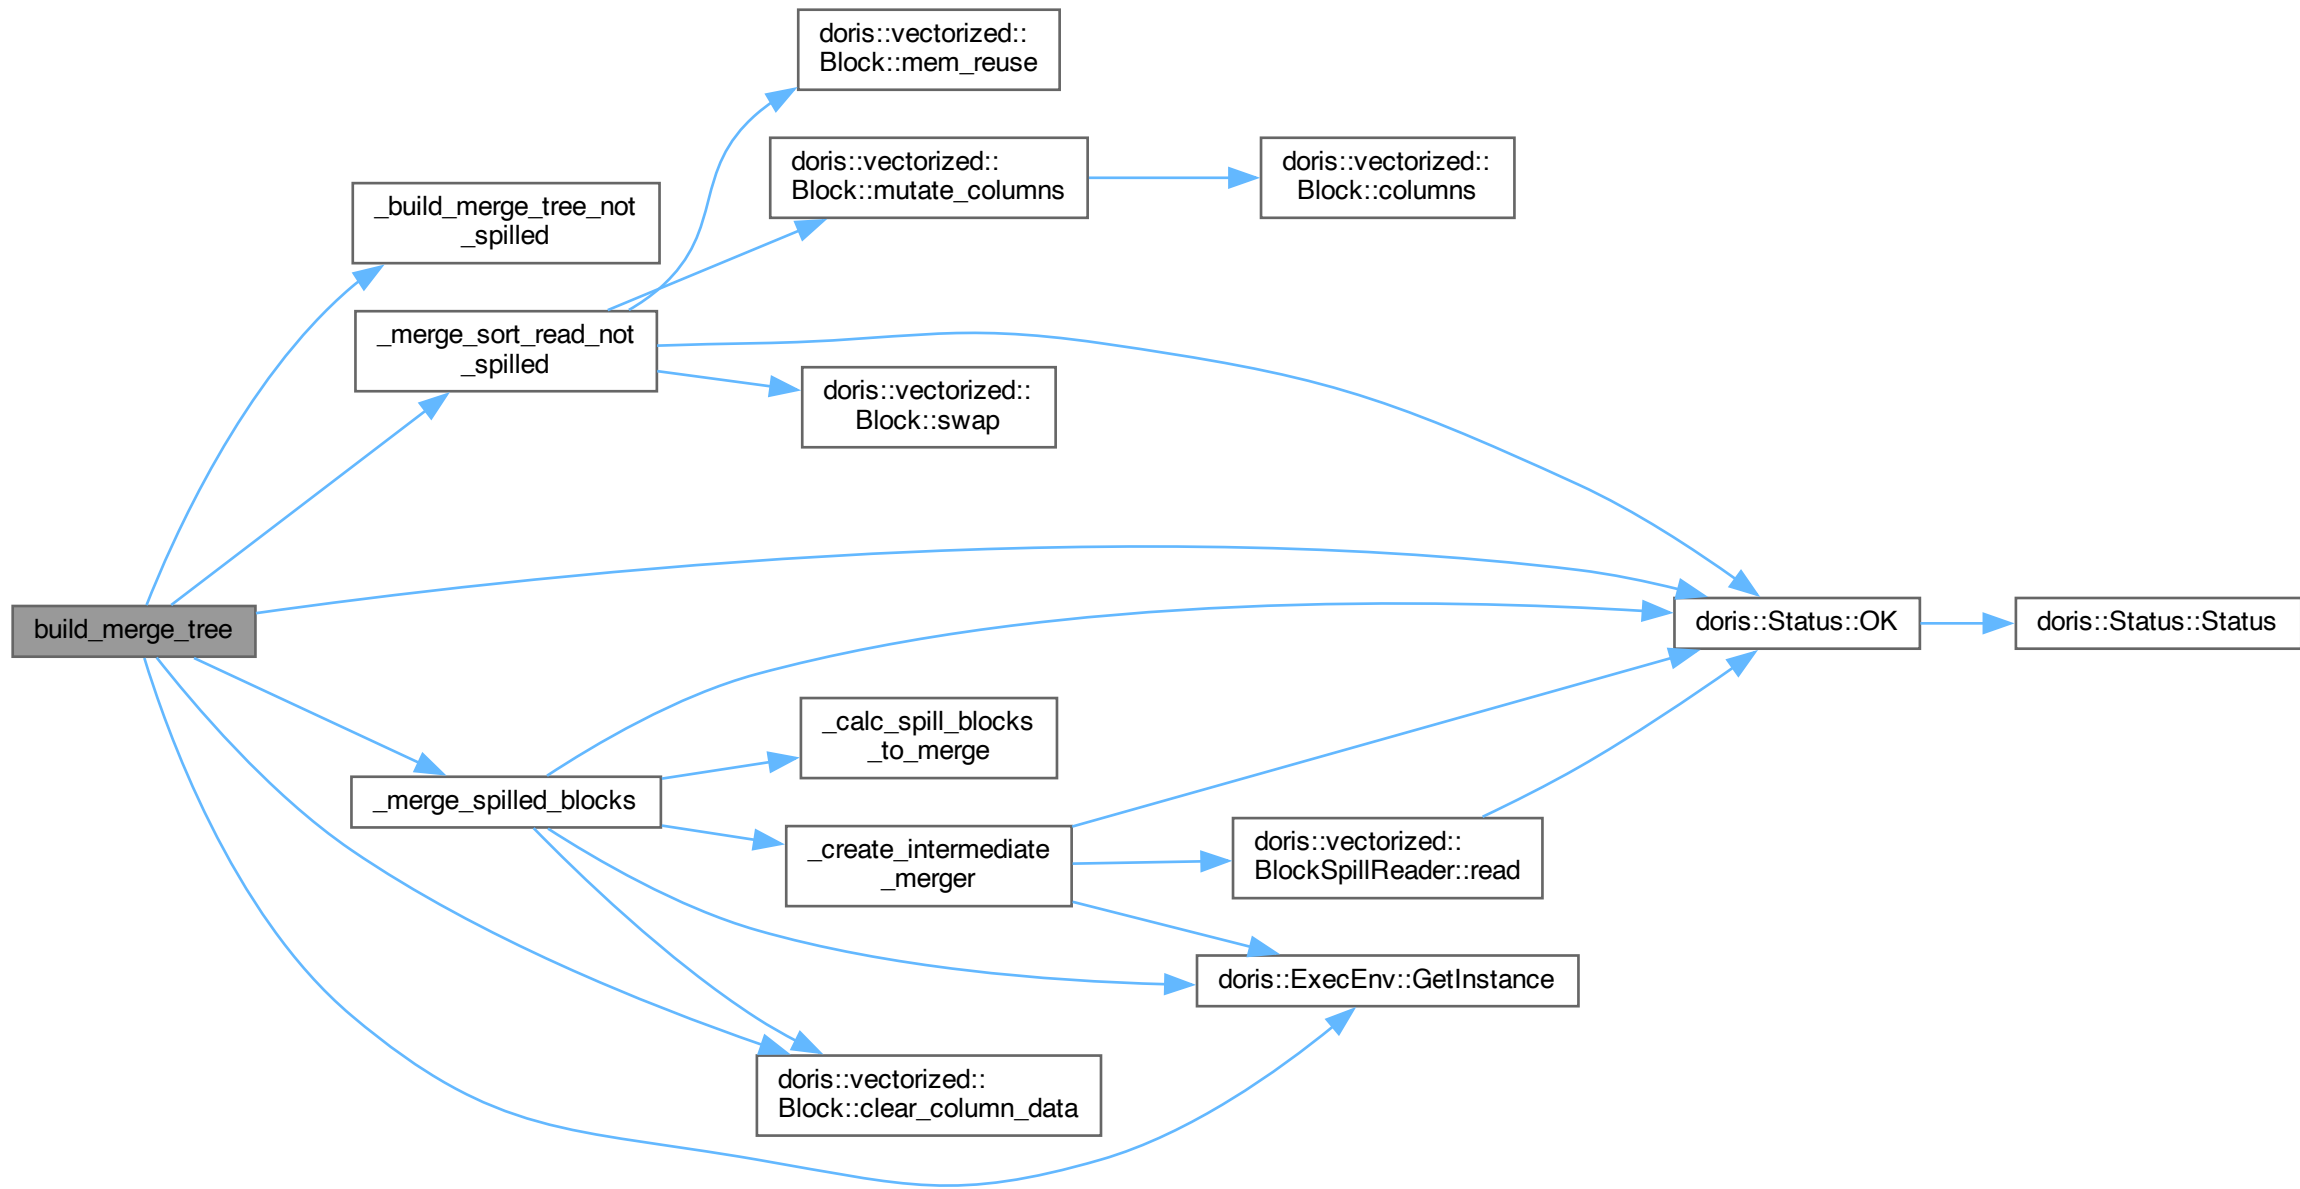 doris::vectorized::
Block::mem_reuse
doris::vectorized::
Block::mutate_columns
doris::vectorized::
Block::columns
_build_merge_tree_not
_spilled
_merge_sort_read_not
_spilled
doris::vectorized::
Block::swap
build_merge_tree
doris::Status::OK
doris::Status::Status
_calc_spill_blocks
_to_merge
_merge_spilled_blocks
_create_intermediate
_merger
doris::vectorized::
BlockSpillReader::read
doris::ExecEnv::GetInstance
doris::vectorized::
Block::clear_column_data